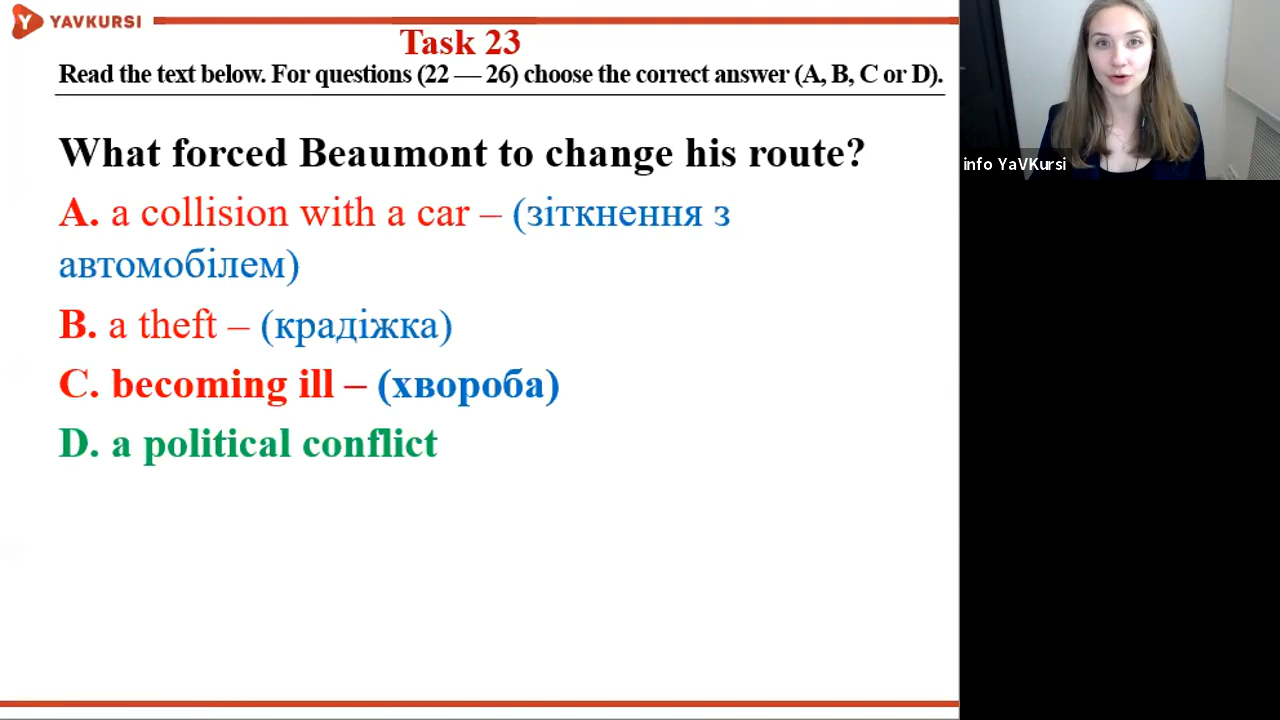 YAVKURSI
Task 23
Read the text below. For questions (22 — 26) choose the correct answer (A, B, C or D).
What forced Beaumont to change his route?
A. a collision with a car – (зіткнення з
автомобілем)
B. a theft – (крадіжка)
C. becoming ill – (хвороба)
D. a political conflict
info YaVKursi